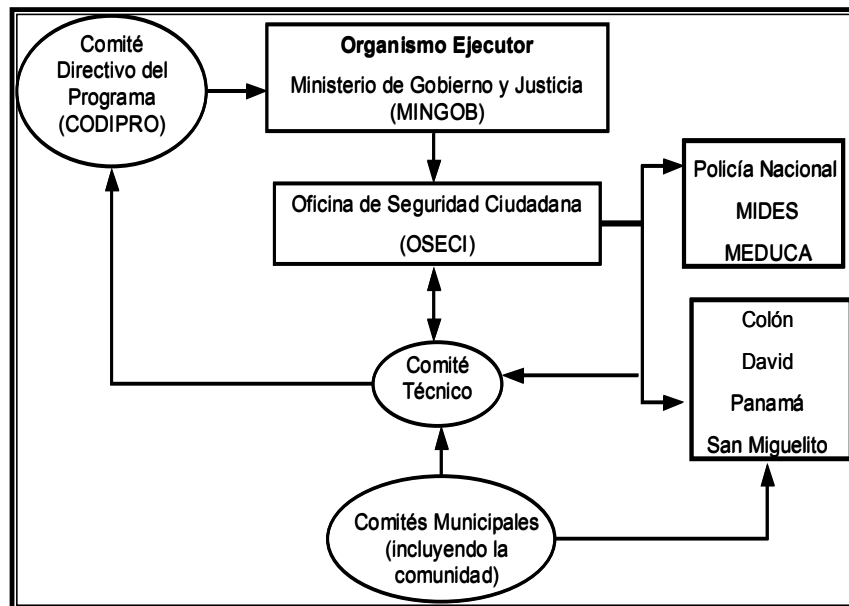 Comité
Directivo del
Programa
(CODIPRO)
Organismo Ejecutor
Ministerio de Gobierno y Justicia
(MINGOB)
Oficina de Seguridad Ciudadana
(OSECI)
Policía Nacional
MIDES
MEDUCA
Colón
David
Panamá
San Miguelito
Comité
Técnico
Comités Municipales
(incluyendo la
comunidad)